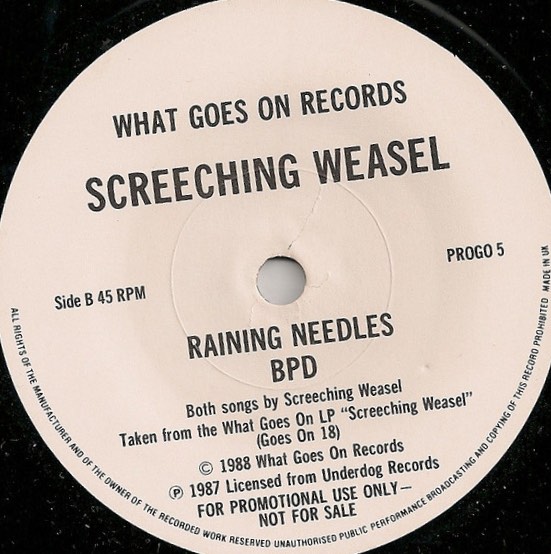 WHAT GOES ON RECORDS
SCREECHING WEASEL
PROGO 5
Side B 45 RPM
RAINING NEEDLES
BPD
Both songs by Screeching Weasel
Taken from the What Goes On LP "Screeching Weasel"
(Goes On 18)
© 1988 What Goes On Records
℗ 1987 Licensed from Underdog Records
FOR PROMOTIONAL USE ONLY—
NOT FOR SALE
ALL RIGHTS OF THE MANUFACTURER AND OF THE OWNER OF THE RECORDED WORK RESERVED UNAUTHORISED PUBLIC PERFORMANCE BROADCASTING AND COPYING OF THIS RECORD PROHIBITED MADE IN UK